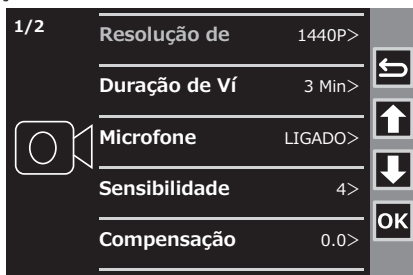 1/2
Resolução de 1440P>
Duração de Ví 3 Min>
Microfone LIGADO>
Sensibilidade 4>
Compensação 0.0>
OK